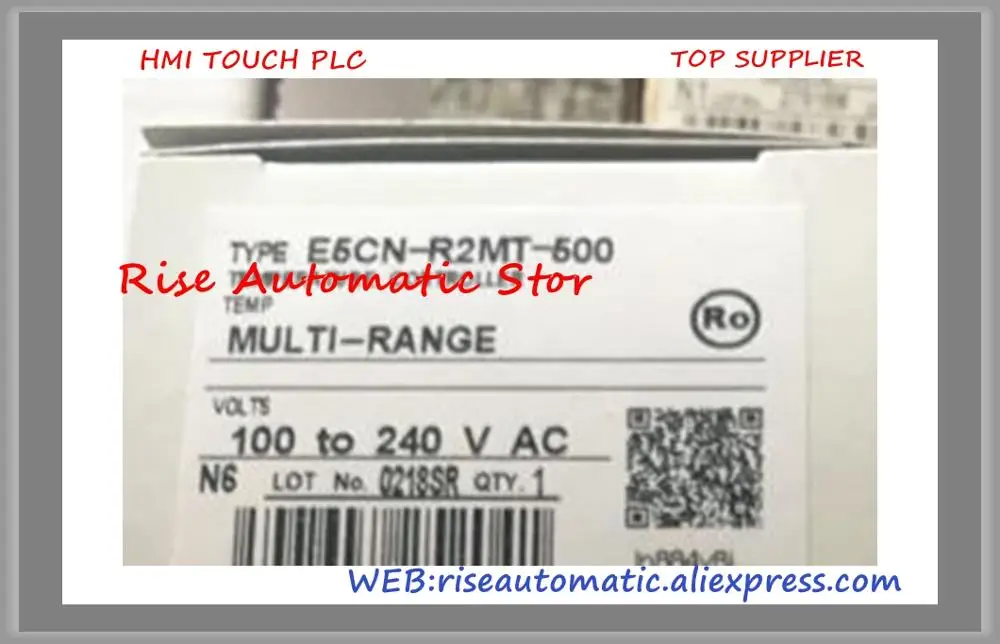 HMI TOUCH PLC
TOP SUPPLIER
TYPE E5CN-R2MT-500
Rise Automatic Stor
TEMP
MULTI-RANGE
Ro
VOLTS
100 to 240 V AC
N6 LOT No. 0218SR QTY. 1
WEB:riseautomatic.aliexpress.com